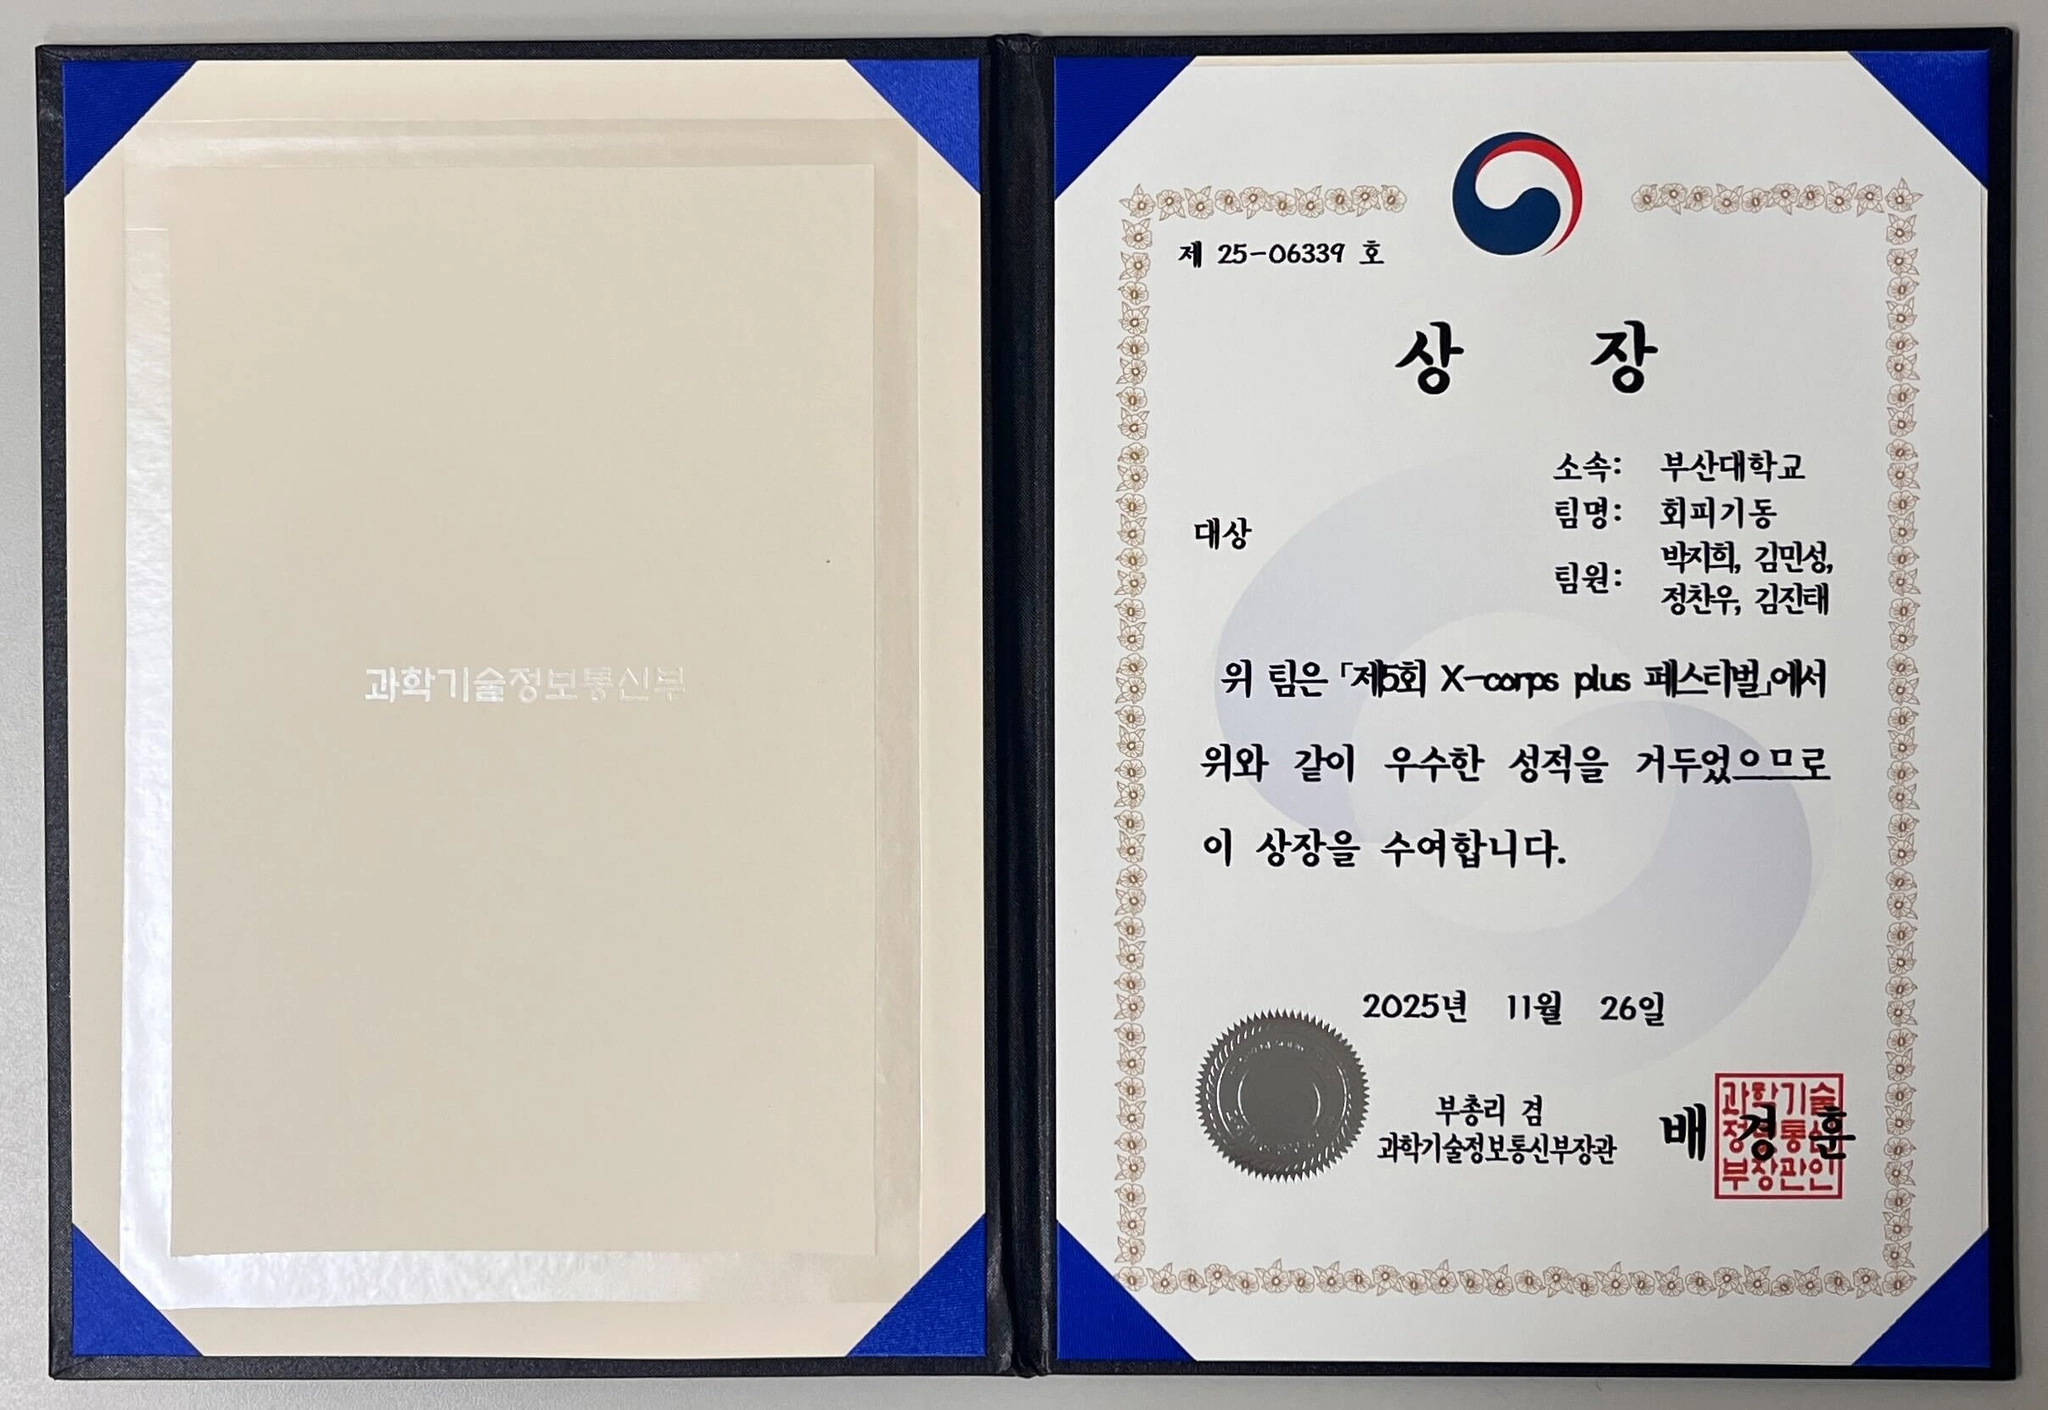 과학기술정보통신부
제 25-06339 호
상 장
소속: 부산대학교
팀명: 회피기동
대상
팀원: 박지희, 김민성,
정찬우, 김진태
위 팀은 「제5회 X-corps plus 페스티벌」에서
위와 같이 우수한 성적을 거두었으므로
이 상장을 수여합니다.
2025년 11월 26일
부총리 겸
과학기술정보통신부장관
배 경 훈
과학기술
정보통신
부장관인